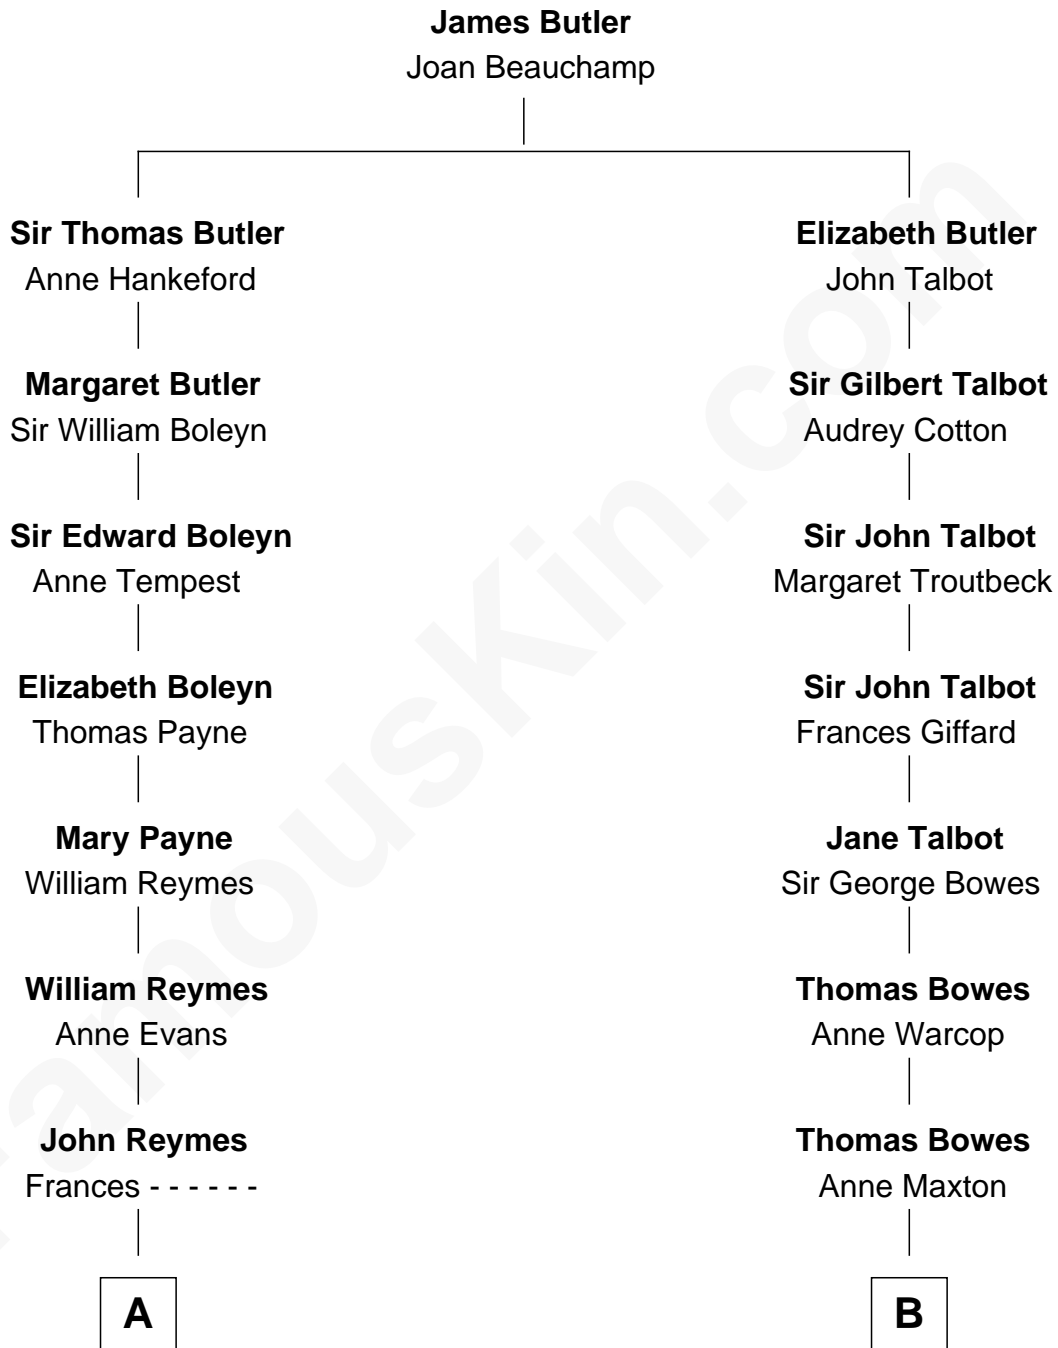 James Butler
Joan Beauchamp
Sir Thomas Butler
Anne Hankeford
Elizabeth Butler
John Talbot
Margaret Butler
Sir William Boleyn
Sir Gilbert Talbot
Audrey Cotton
Sir Edward Boleyn
Anne Tempest
Sir John Talbot
Margaret Troutbeck
Elizabeth Boleyn
Thomas Payne
Sir John Talbot
Frances Giffard
Mary Payne
William Reymes
Jane Talbot
Sir George Bowes
William Reymes
Anne Evans
Thomas Bowes
Anne Warcop
John Reymes
Frances - - - - - -
Thomas Bowes
Anne Maxton
A
B
FamousKin.com